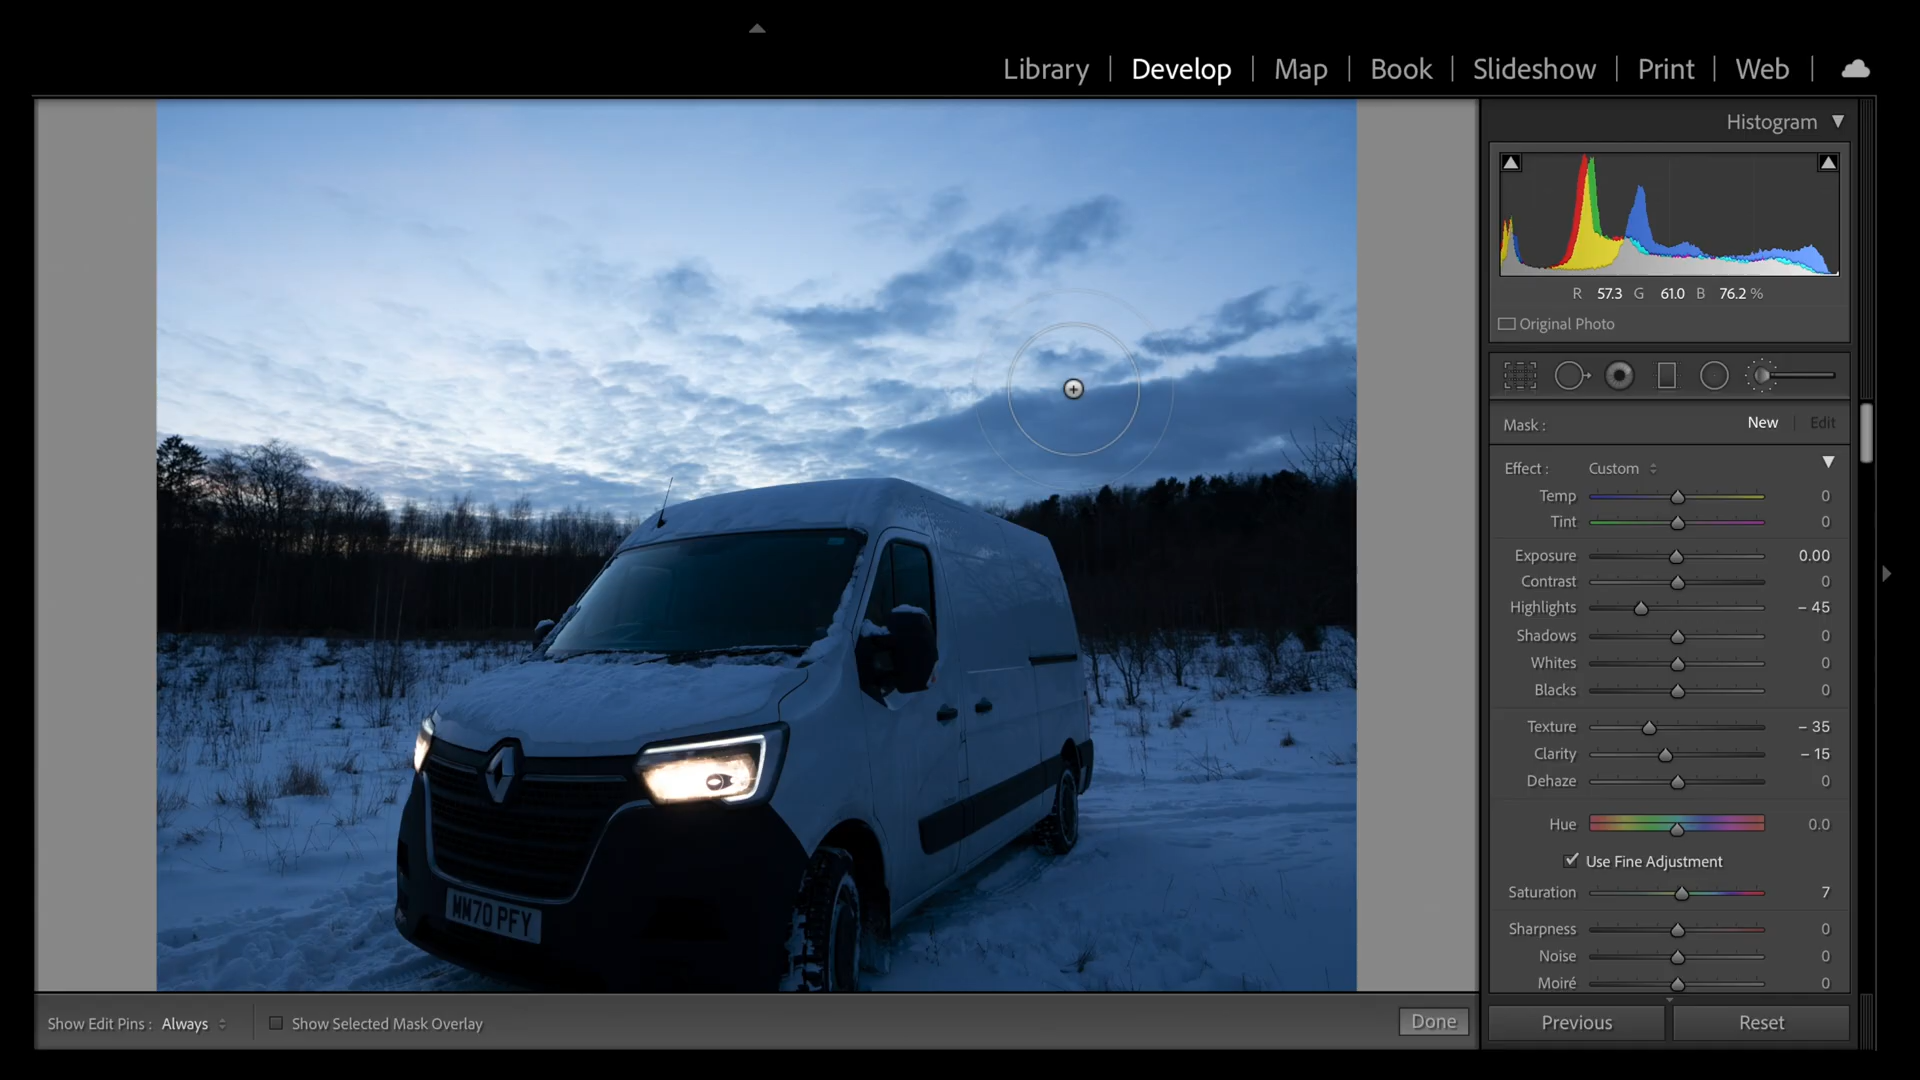 Library | Develop | Map | Book | Slideshow | Print | Web |
Histogram
R 57.3 G 61.0 B 76.2 %
Original Photo
Mask : New | Edit
Effect : Custom
Temp 0
Tint 0
Exposure 0.00
Contrast 0
Highlights – 45
Shadows 0
Whites 0
Blacks 0
Texture – 35
Clarity – 15
Dehaze 0
Hue 0.0
Use Fine Adjustment
Saturation 7
Sharpness 0
Noise 0
Moiré 0
MM70 PFY
Show Edit Pins : Always
Show Selected Mask Overlay
Done
Previous
Reset